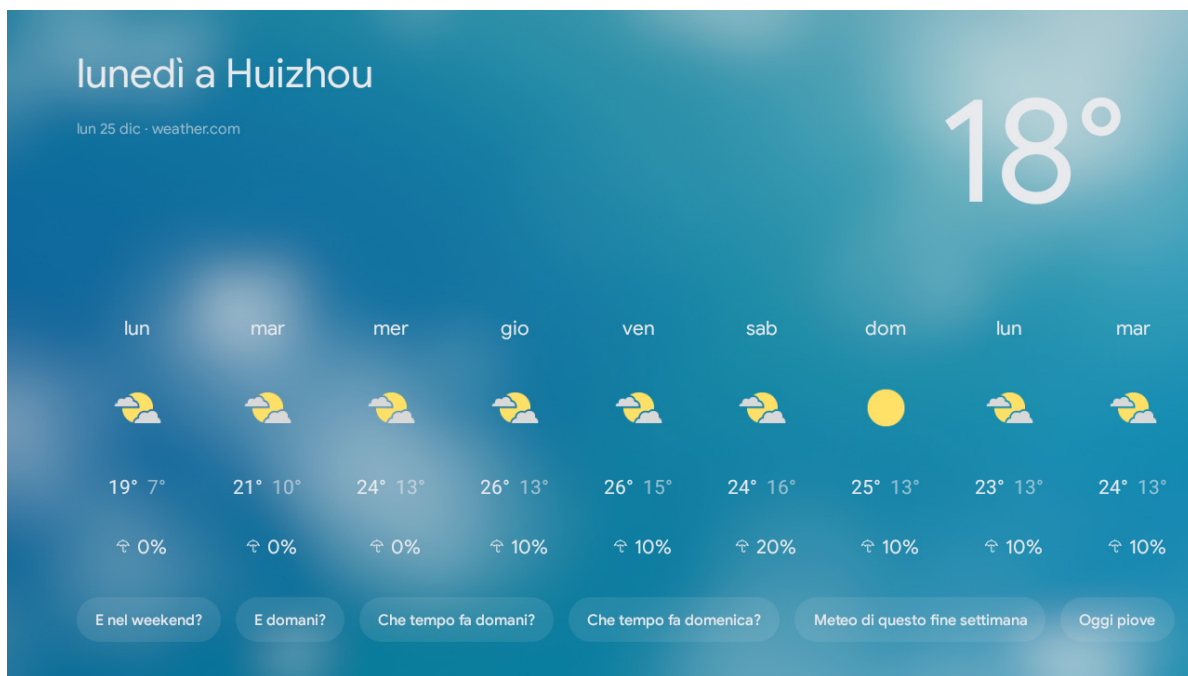 lunedì a Huizhou
lun 25 dic · weather.com
18°
lun mar mer gio ven sab dom lun mar
19° 7° 21° 10° 24° 13° 26° 13° 26° 15° 24° 16° 25° 13° 23° 13° 24° 13°
0% 0% 0% 10% 10% 20% 10% 10% 10%
E nel weekend? E domani? Che tempo fa domani? Che tempo fa domenica? Meteo di questo fine settimana Oggi piove